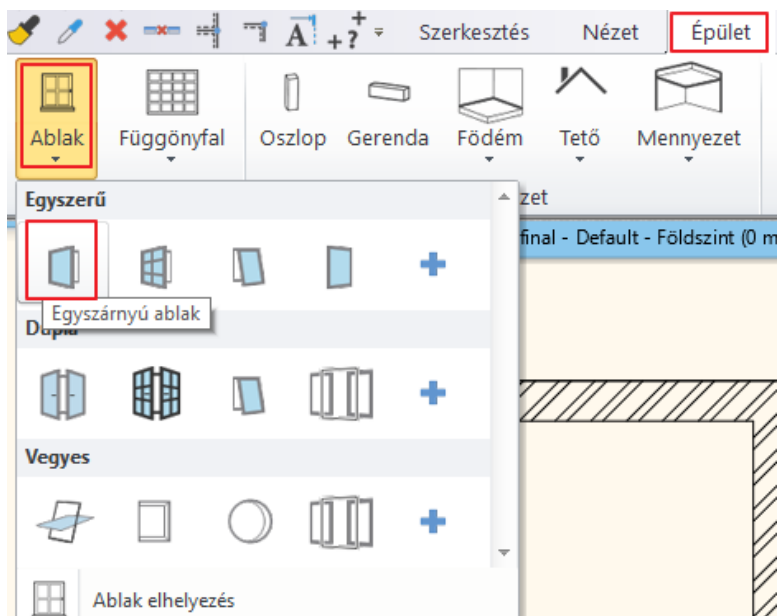 Szerkesztés Nézet Épület
Ablak Függönyfal Oszlop Gerenda Födém Tető Mennyezet
Egyszerű
zet
final - Default - Földszint (0 m
Egyszárnyú ablak
Dupla
Vegyes
Ablak elhelyezés